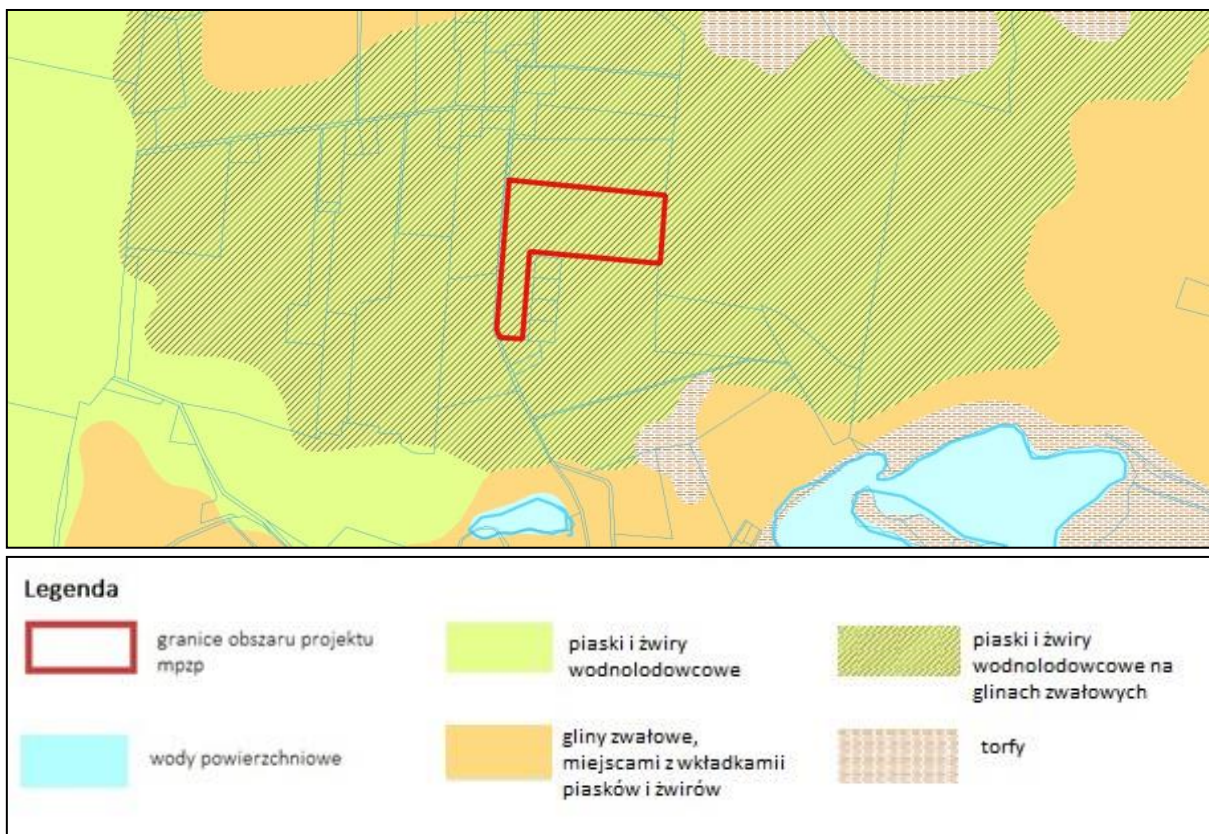 Legenda
granice obszaru projektu
mpzp
piaski i żwiry
wodnolodowcowe
piaski i żwiry
wodnolodowcowe na
glinach zwałowych
wody powierzchniowe
gliny zwałowe,
miejscami z wkładkamii
piasków i żwirów
torfy